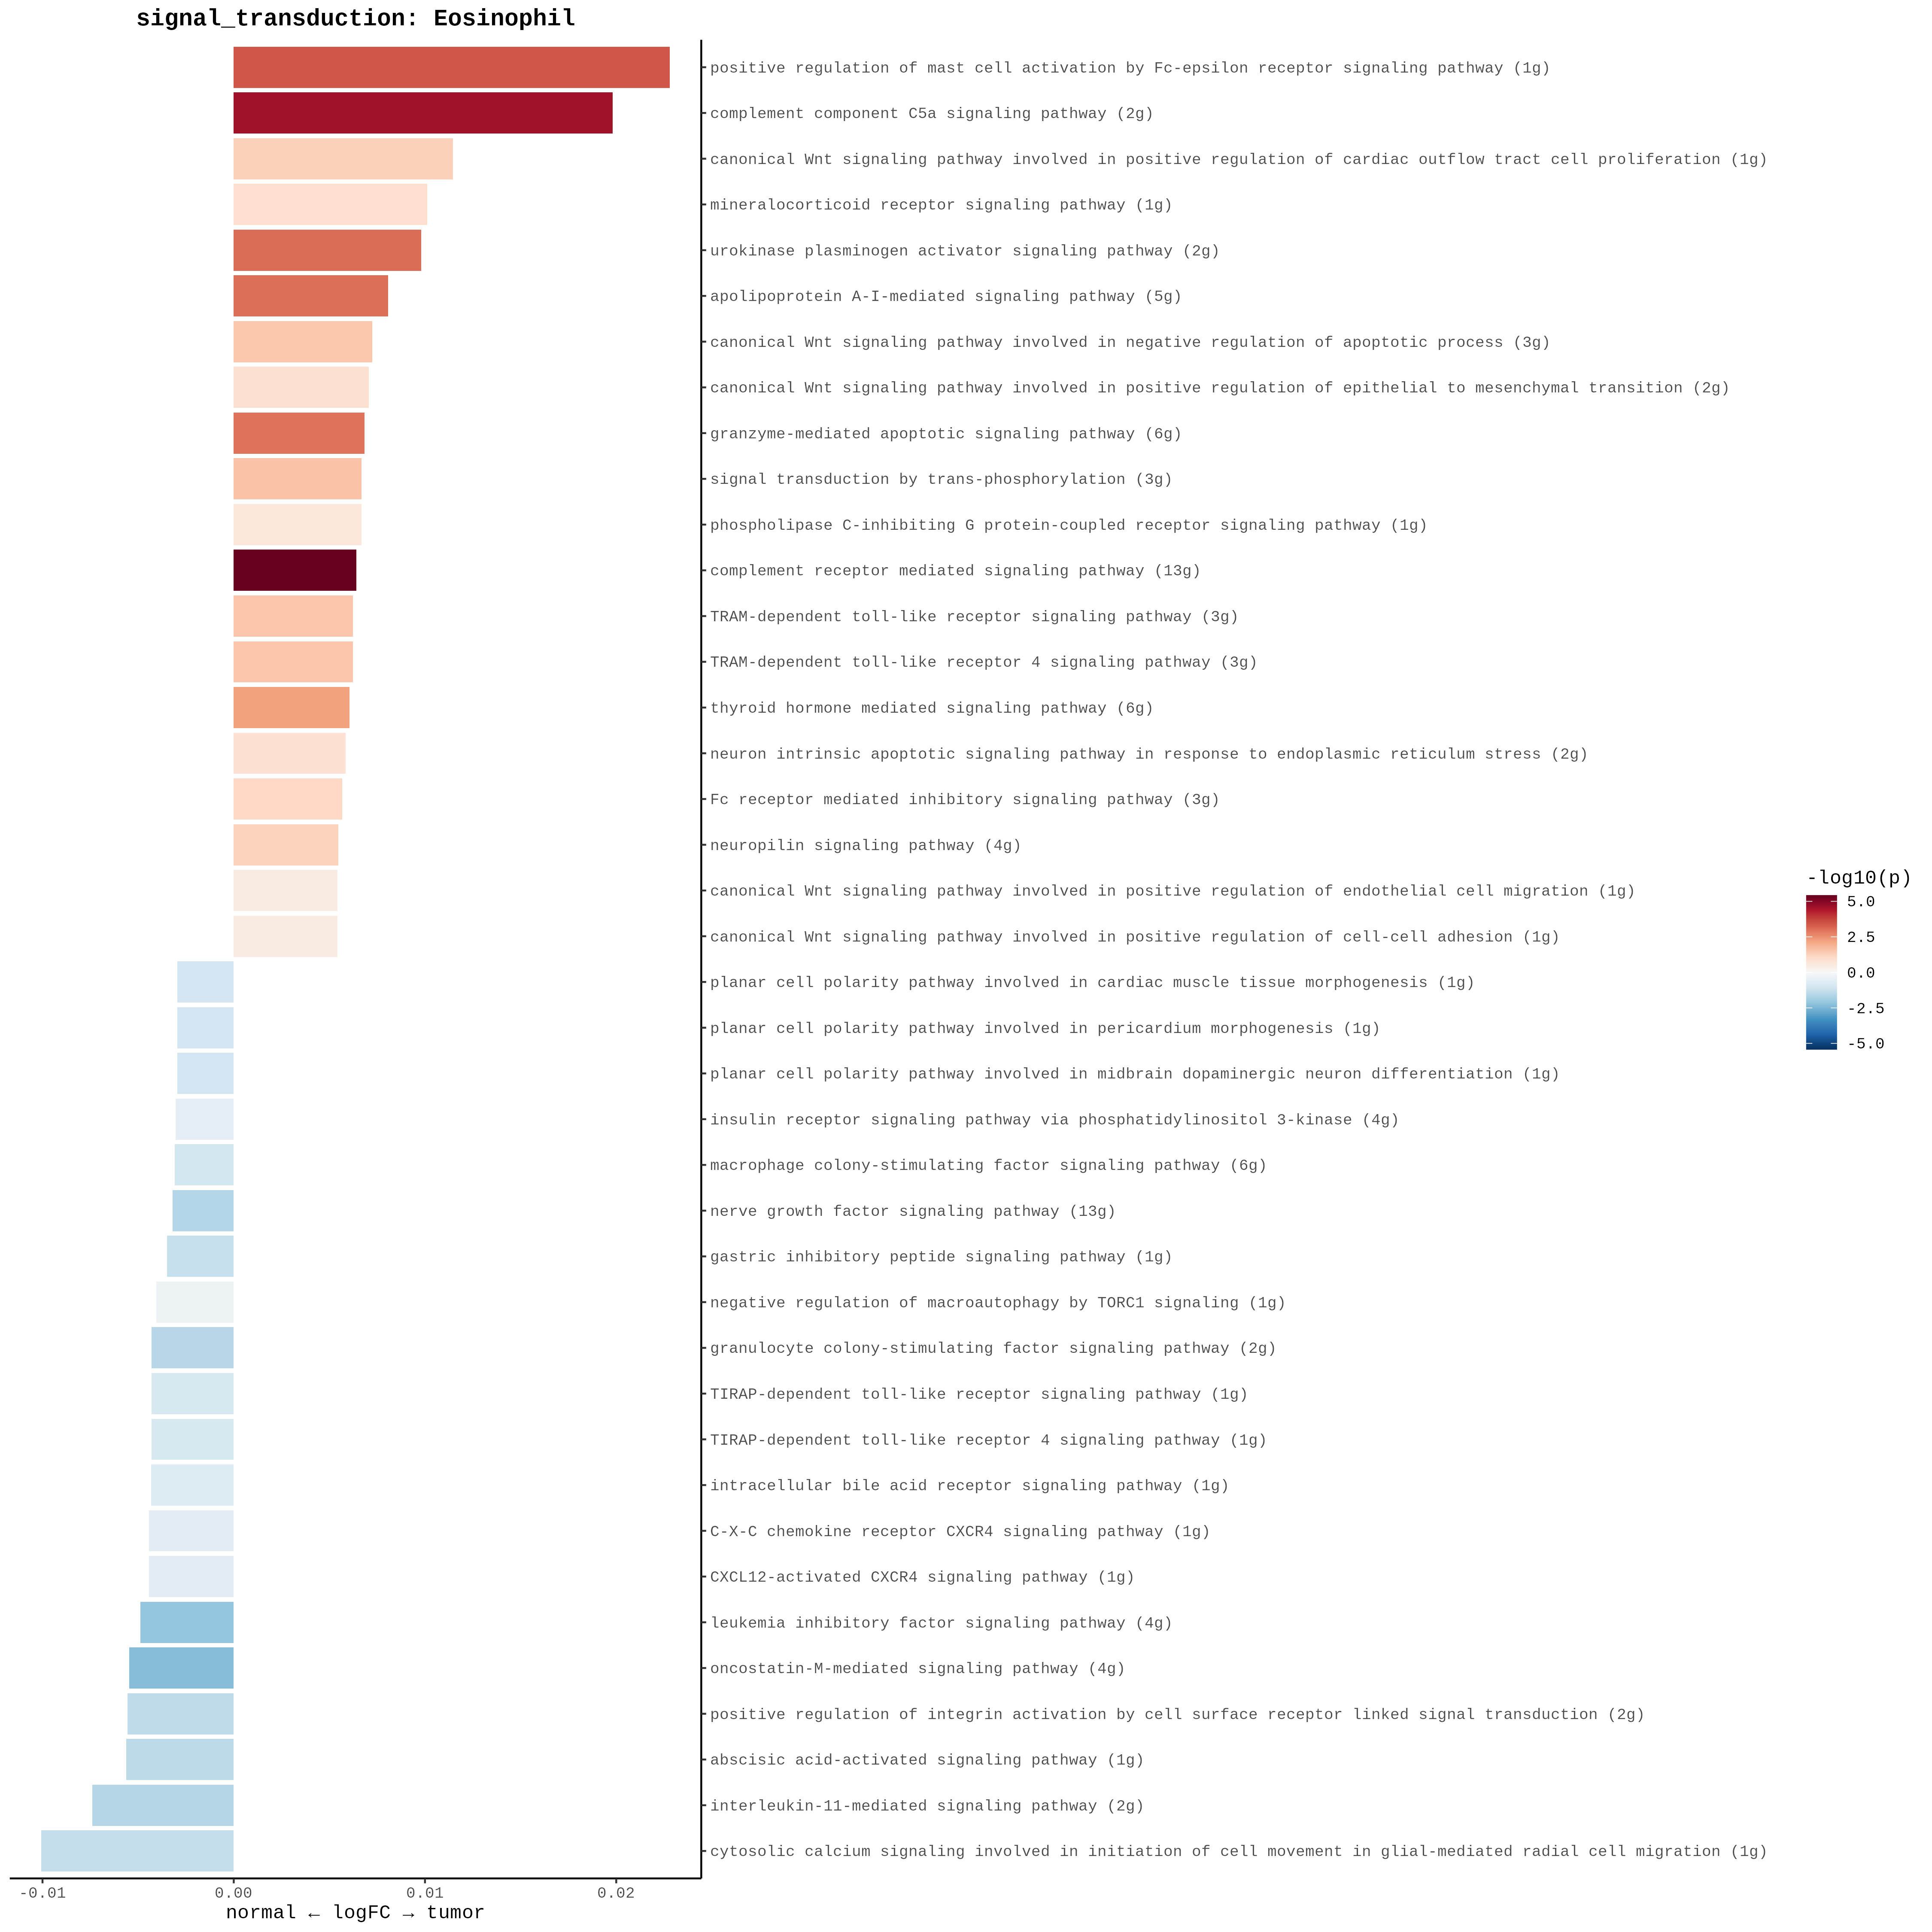 signal_transduction: Eosinophil
positive regulation of mast cell activation by Fc-epsilon receptor signaling pathway (1g)
complement component C5a signaling pathway (2g)
canonical Wnt signaling pathway involved in positive regulation of cardiac outflow tract cell proliferation (1g)
mineralocorticoid receptor signaling pathway (1g)
urokinase plasminogen activator signaling pathway (2g)
apolipoprotein A-I-mediated signaling pathway (5g)
canonical Wnt signaling pathway involved in negative regulation of apoptotic process (3g)
canonical Wnt signaling pathway involved in positive regulation of epithelial to mesenchymal transition (2g)
granzyme-mediated apoptotic signaling pathway (6g)
signal transduction by trans-phosphorylation (3g)
phospholipase C-inhibiting G protein-coupled receptor signaling pathway (1g)
complement receptor mediated signaling pathway (13g)
TRAM-dependent toll-like receptor signaling pathway (3g)
TRAM-dependent toll-like receptor 4 signaling pathway (3g)
thyroid hormone mediated signaling pathway (6g)
neuron intrinsic apoptotic signaling pathway in response to endoplasmic reticulum stress (2g)
Fc receptor mediated inhibitory signaling pathway (3g)
neuropilin signaling pathway (4g)
canonical Wnt signaling pathway involved in positive regulation of endothelial cell migration (1g)
canonical Wnt signaling pathway involved in positive regulation of cell-cell adhesion (1g)
planar cell polarity pathway involved in cardiac muscle tissue morphogenesis (1g)
planar cell polarity pathway involved in pericardium morphogenesis (1g)
planar cell polarity pathway involved in midbrain dopaminergic neuron differentiation (1g)
insulin receptor signaling pathway via phosphatidylinositol 3-kinase (4g)
macrophage colony-stimulating factor signaling pathway (6g)
nerve growth factor signaling pathway (13g)
gastric inhibitory peptide signaling pathway (1g)
negative regulation of macroautophagy by TORC1 signaling (1g)
granulocyte colony-stimulating factor signaling pathway (2g)
TIRAP-dependent toll-like receptor signaling pathway (1g)
TIRAP-dependent toll-like receptor 4 signaling pathway (1g)
intracellular bile acid receptor signaling pathway (1g)
C-X-C chemokine receptor CXCR4 signaling pathway (1g)
CXCL12-activated CXCR4 signaling pathway (1g)
leukemia inhibitory factor signaling pathway (4g)
oncostatin-M-mediated signaling pathway (4g)
positive regulation of integrin activation by cell surface receptor linked signal transduction (2g)
abscisic acid-activated signaling pathway (1g)
interleukin-11-mediated signaling pathway (2g)
cytosolic calcium signaling involved in initiation of cell movement in glial-mediated radial cell migration (1g)
-0.01 0.00 0.01 0.02
normal ← logFC → tumor
-log10(p)
5.0
2.5
0.0
-2.5
-5.0